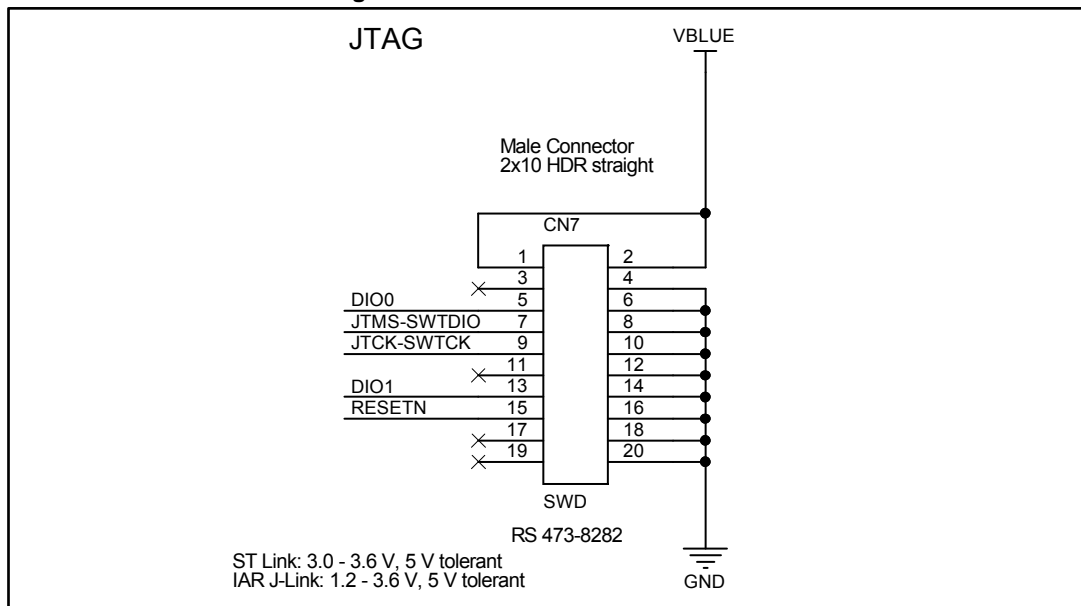 JTAG
VBLUE
Male Connector
2x10 HDR straight
CN7
1 2
3 4
DIO0 5 6
JTMS-SWTDIO 7 8
JTCK-SWTCK 9 10
11 12
DIO1 13 14
RESETN 15 16
17 18
19 20
SWD
RS 473-8282
ST Link: 3.0 - 3.6 V, 5 V tolerant
IAR J-Link: 1.2 - 3.6 V, 5 V tolerant
GND